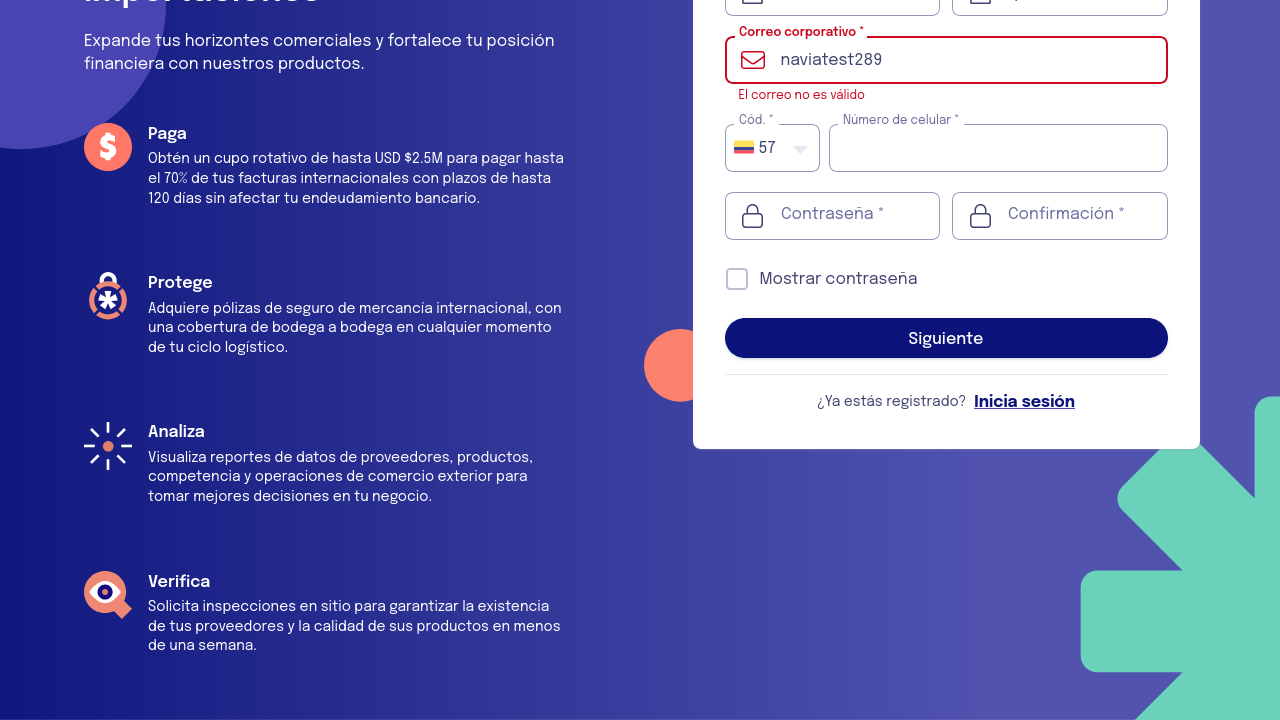 Expande tus horizontes comerciales y fortalece tu posición
financiera con nuestros productos.
Paga
Obtén un cupo rotativo de hasta USD $2.5M para pagar hasta
el 70% de tus facturas internacionales con plazos de hasta
120 días sin afectar tu endeudamiento bancario.
Protege
Adquiere pólizas de seguro de mercancía internacional, con
una cobertura de bodega a bodega en cualquier momento
de tu ciclo logístico.
Analiza
Visualiza reportes de datos de proveedores, productos,
competencia y operaciones de comercio exterior para
tomar mejores decisiones en tu negocio.
Verifica
Solicita inspecciones en sitio para garantizar la existencia
de tus proveedores y la calidad de sus productos en menos
de una semana.
Correo corporativo *
naviatest289
El correo no es válido
Cód. *
57
Número de celular *
Contraseña *
Confirmación *
Mostrar contraseña
Siguiente
¿Ya estás registrado? Inicia sesión